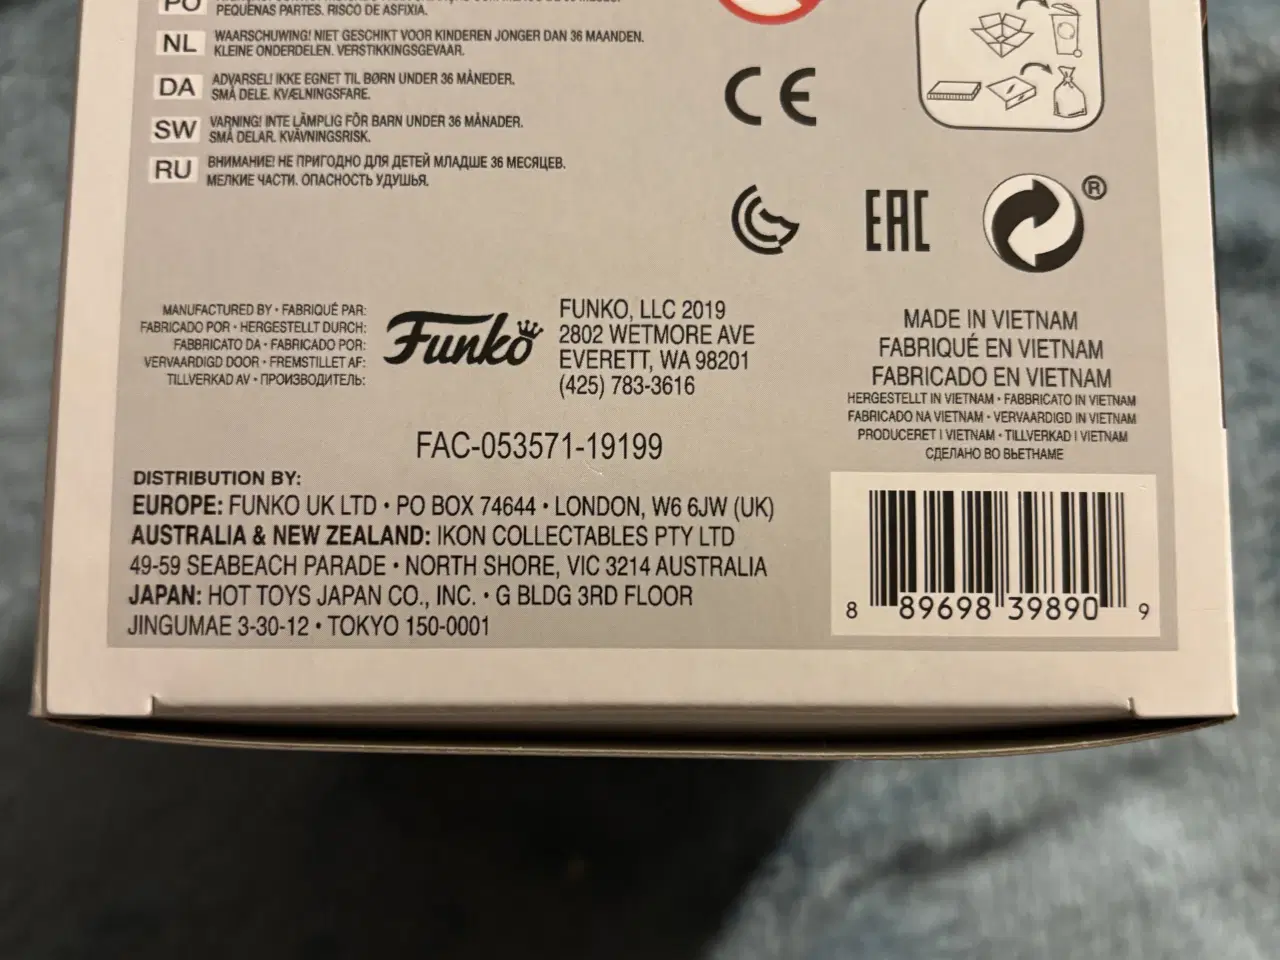 PO
PEQUENAS PARTES. RISCO DE ASFIXIA.
NL WAARSCHUWING! NIET GESCHIKT VOOR KINDEREN JONGER DAN 36 MAANDEN.
KLEINE ONDERDELEN. VERSTIKKINGSGEVAAR.
DA ADVARSEL! IKKE EGNET TIL BØRN UNDER 36 MÅNEDER.
SMÅ DELE. KVÆLNINGSFARE.
SW VARNING! INTE LÄMPLIG FÖR BARN UNDER 36 MÅNADER.
SMÅ DELAR. KVÄVNINGSRISK.
RU ВНИМАНИЕ! НЕ ПРИГОДНО ДЛЯ ДЕТЕЙ МЛАДШЕ 36 МЕСЯЦЕВ.
МЕЛКИЕ ЧАСТИ. ОПАСНОСТЬ УДУШЬЯ.
CE
EAC
®
MANUFACTURED BY • FABRIQUÉ PAR:
FABRICADO POR • HERGESTELLT DURCH:
FABBRICATO DA • FABRICADO POR:
VERVAARDIGD DOOR • FREMSTILLET AF:
TILLVERKAD AV • ПРОИЗВОДИТЕЛЬ:
Funko
FUNKO, LLC 2019
2802 WETMORE AVE
EVERETT, WA 98201
(425) 783-3616
MADE IN VIETNAM
FABRIQUÉ EN VIETNAM
FABRICADO EN VIETNAM
HERGESTELLT IN VIETNAM • FABBRICATO IN VIETNAM
FABRICADO NA VIETNAM • VERVAARDIGD IN VIETNAM
PRODUCERET I VIETNAM • TILLVERKAD I VIETNAM
СДЕЛАНО ВО ВЬЕТНАМЕ
FAC-053571-19199
DISTRIBUTION BY:
EUROPE: FUNKO UK LTD • PO BOX 74644 • LONDON, W6 6JW (UK)
AUSTRALIA & NEW ZEALAND: IKON COLLECTABLES PTY LTD
49-59 SEABEACH PARADE • NORTH SHORE, VIC 3214 AUSTRALIA
JAPAN: HOT TOYS JAPAN CO., INC. • G BLDG 3RD FLOOR
JINGUMAE 3-30-12 • TOKYO 150-0001
8 89698 39890 9